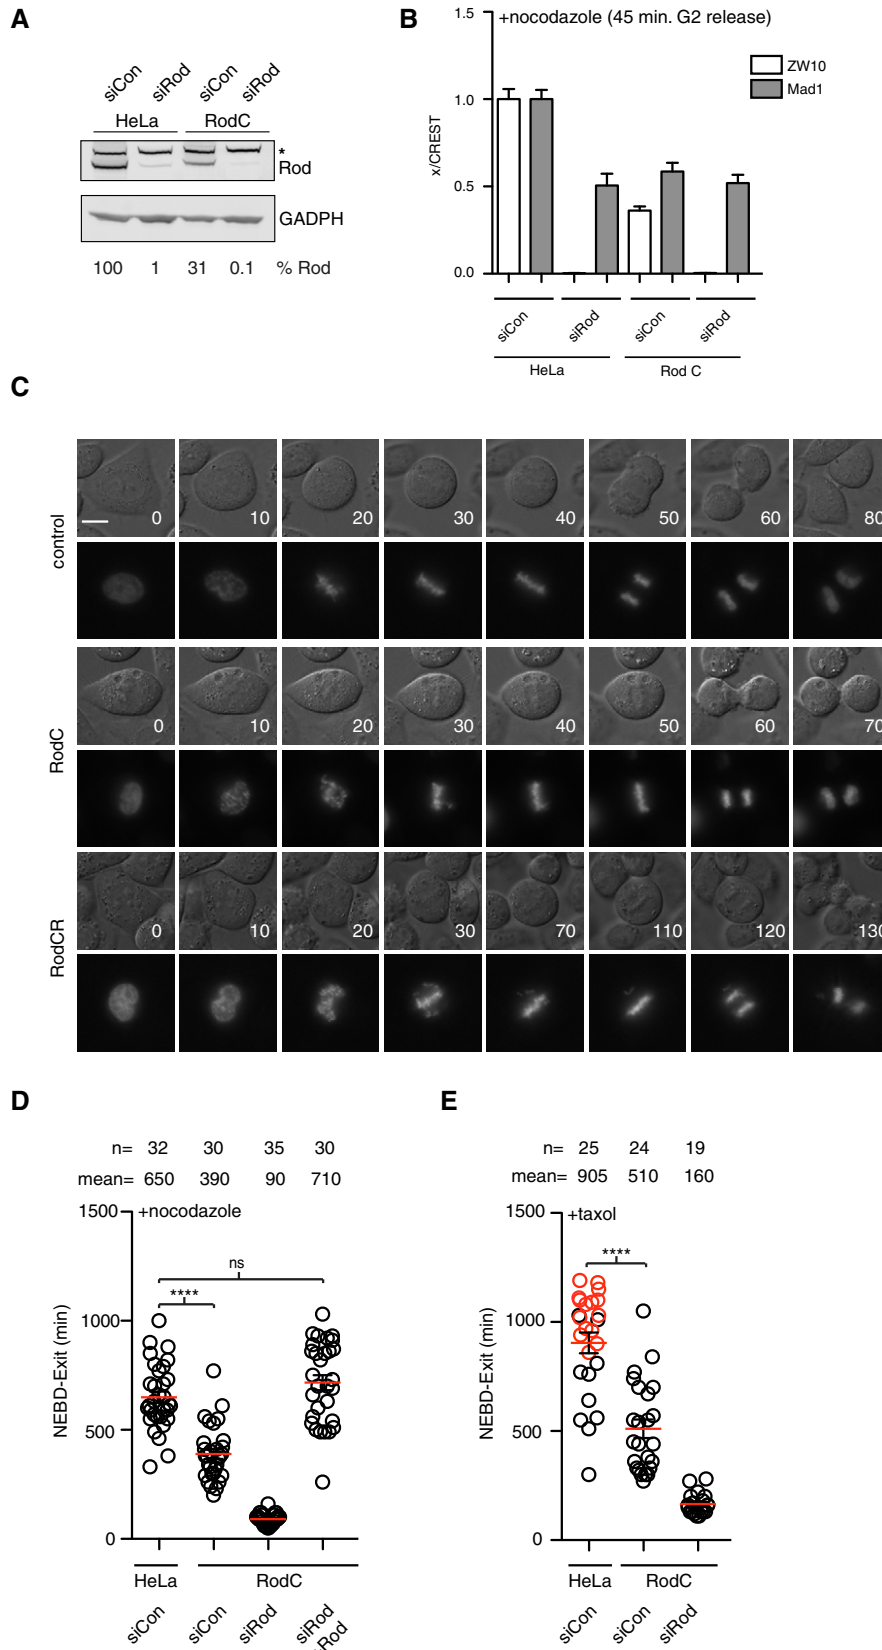 A
siCon siRod siCon siRod
HeLa RodC
*
Rod
GADPH
100 1 31 0.1 % Rod
B
+nocodazole (45 min. G2 release)
ZW10
Mad1
x/CREST
1.5
1.0
0.5
0.0
siCon siRod siCon siRod
HeLa Rod C
C
control
0 10 20 30 40 50 60 80
RodC
0 10 20 30 40 50 60 70
RodCR
0 10 20 30 70 110 120 130
D
n= 32 30 35 30
mean= 650 390 90 710
+nocodazole
ns
****
NEBD-Exit (min)
1500
1000
500
0
HeLa RodC
siCon siCon siRod siRod
E
n= 25 24 19
mean= 905 510 160
+taxol
****
NEBD-Exit (min)
1500
1000
500
0
HeLa RodC
siCon siCon siRod